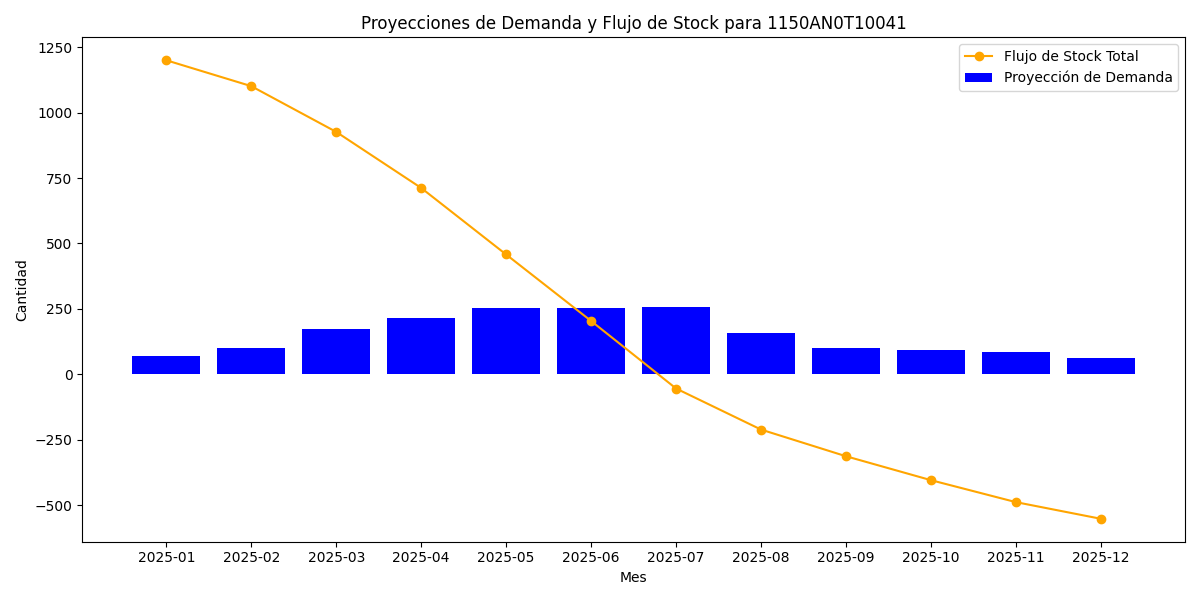 Proyecciones de Demanda y Flujo de Stock para 1150AN0T10041
Flujo de Stock Total
Proyección de Demanda
Cantidad
1250
1000
750
500
250
0
−250
−500
2025-01 2025-02 2025-03 2025-04 2025-05 2025-06 2025-07 2025-08 2025-09 2025-10 2025-11 2025-12
Mes